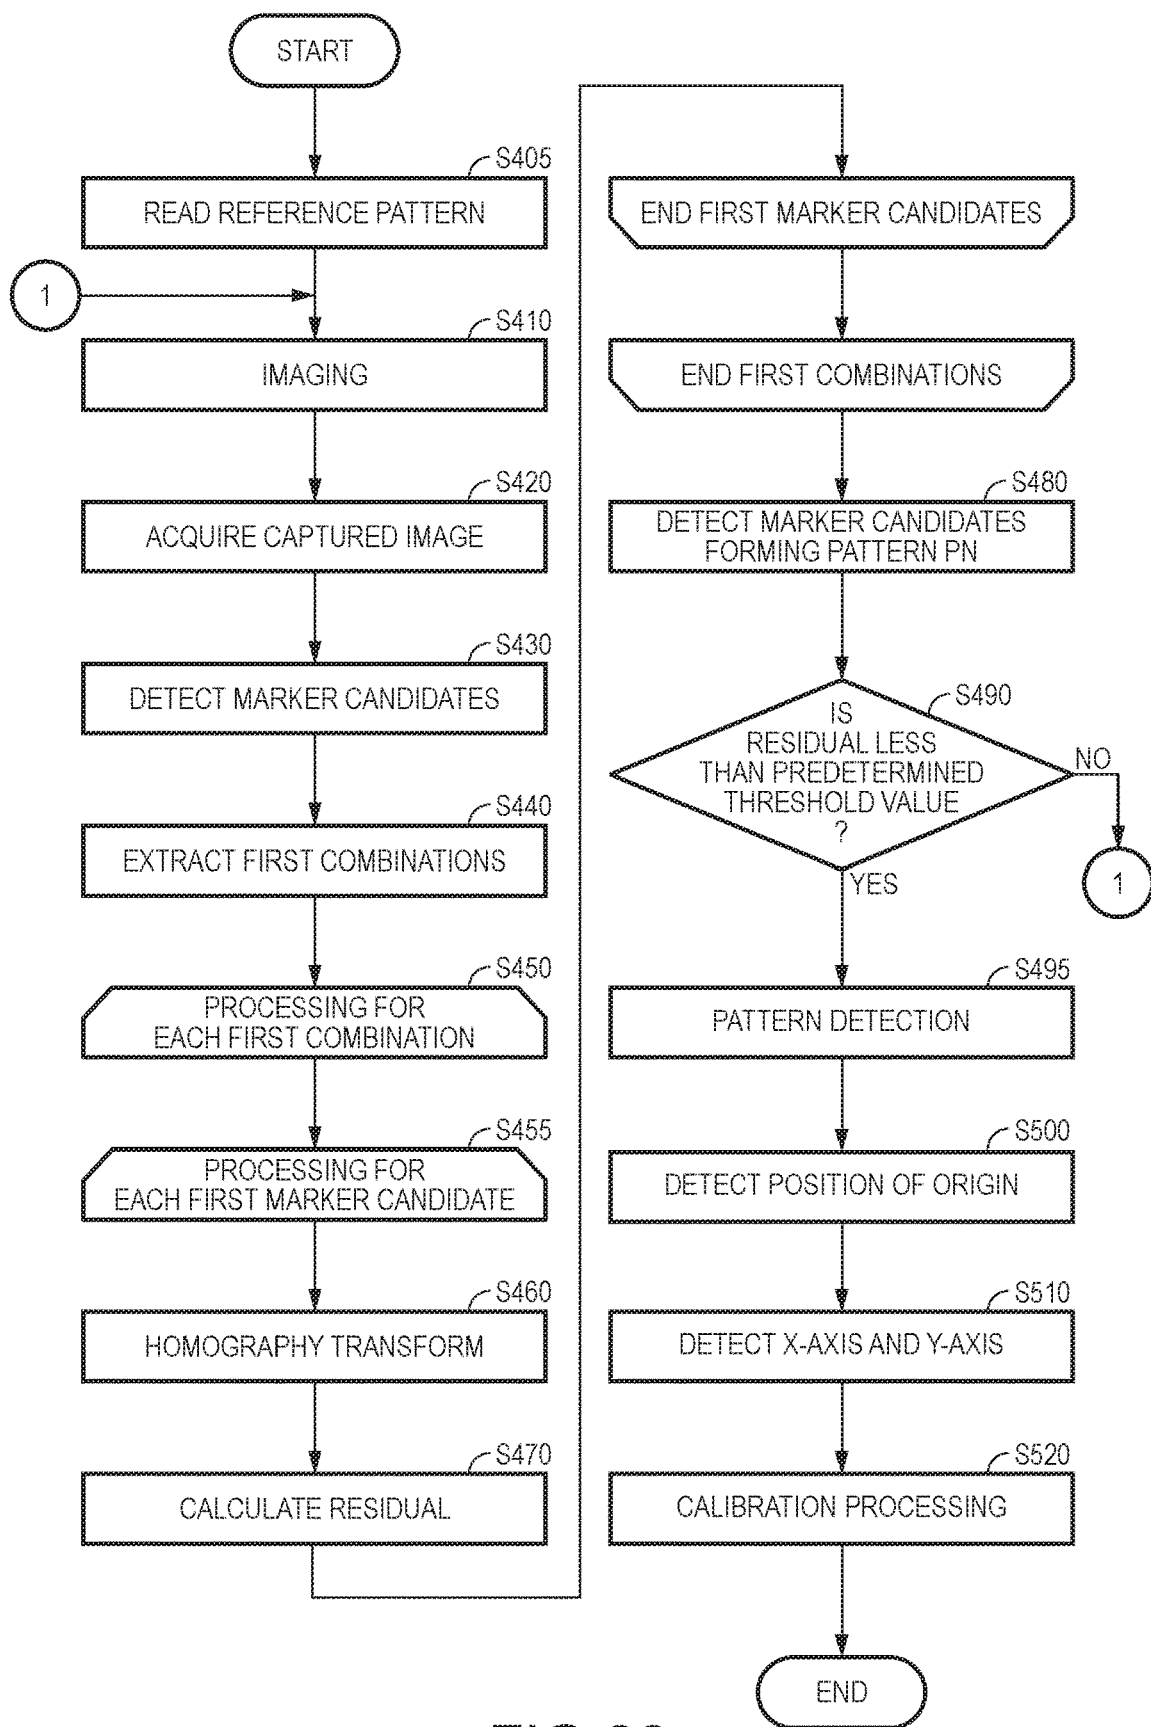 START
S405
READ REFERENCE PATTERN
1
S410
IMAGING
S420
ACQUIRE CAPTURED IMAGE
S430
DETECT MARKER CANDIDATES
S440
EXTRACT FIRST COMBINATIONS
S450
PROCESSING FOR
EACH FIRST COMBINATION
S455
PROCESSING FOR
EACH FIRST MARKER CANDIDATE
S460
HOMOGRAPHY TRANSFORM
S470
CALCULATE RESIDUAL
END FIRST MARKER CANDIDATES
END FIRST COMBINATIONS
S480
DETECT MARKER CANDIDATES
FORMING PATTERN PN
S490
IS
RESIDUAL LESS
THAN PREDETERMINED
THRESHOLD VALUE
?
NO
1
YES
S495
PATTERN DETECTION
S500
DETECT POSITION OF ORIGIN
S510
DETECT X-AXIS AND Y-AXIS
S520
CALIBRATION PROCESSING
END